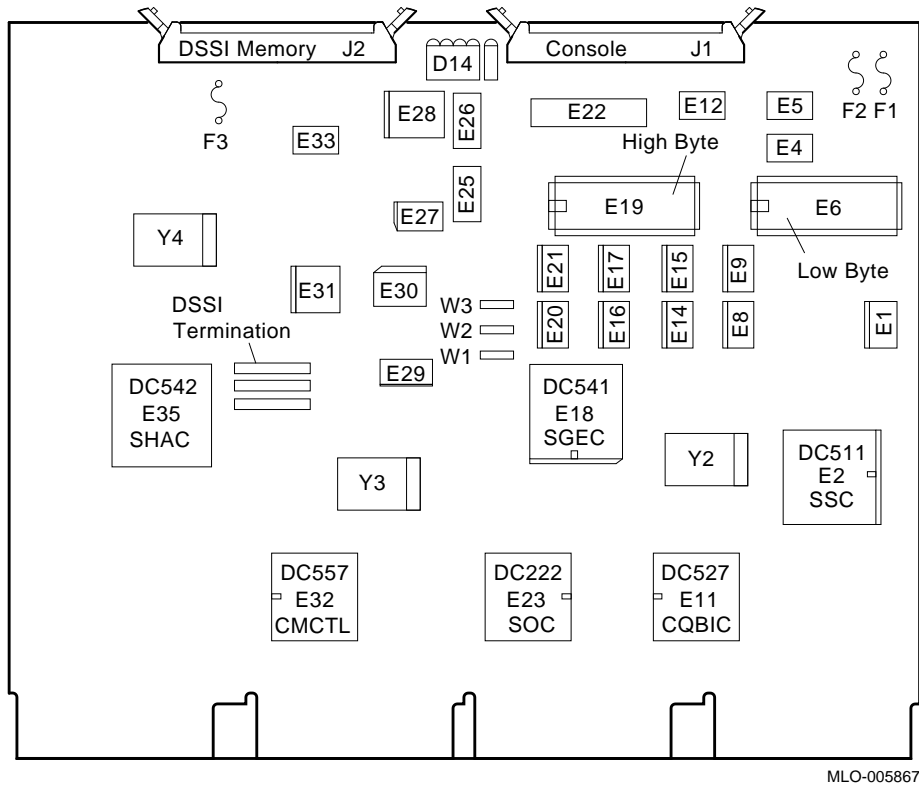 DSSI Memory J2
Console J1
D14
F3
E33
E28
E26
E22
E12
E5
F2 F1
E4
High Byte
E25
E27
E19
E6
Low Byte
Y4
E31
E30
E21
E17
E15
E9
DSSI
Termination
W3
W2
W1
E20
E16
E14
E8
E1
E29
DC542
E35
SHAC
DC541
E18
SGEC
Y3
Y2
DC511
E2
SSC
DC557
E32
CMCTL
DC222
E23
SOC
DC527
E11
CQBIC
MLO-005867